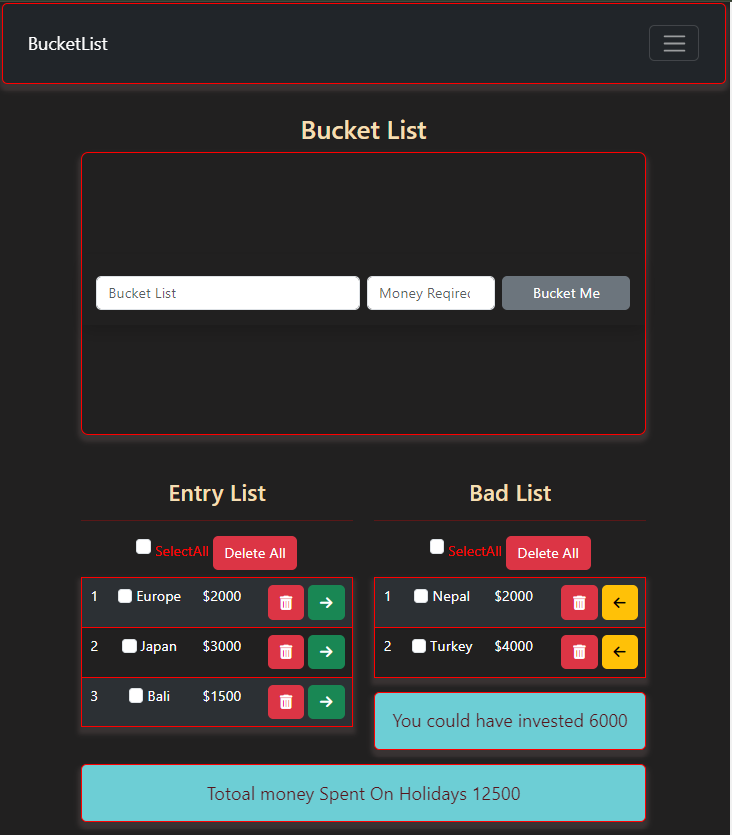 BucketList
Bucket List
Bucket List Money Reqired Bucket Me
Entry List
SelectAll Delete All
1 Europe $2000
2 Japan $3000
3 Bali $1500
Bad List
SelectAll Delete All
1 Nepal $2000
2 Turkey $4000
You could have invested 6000
Totoal money Spent On Holidays 12500